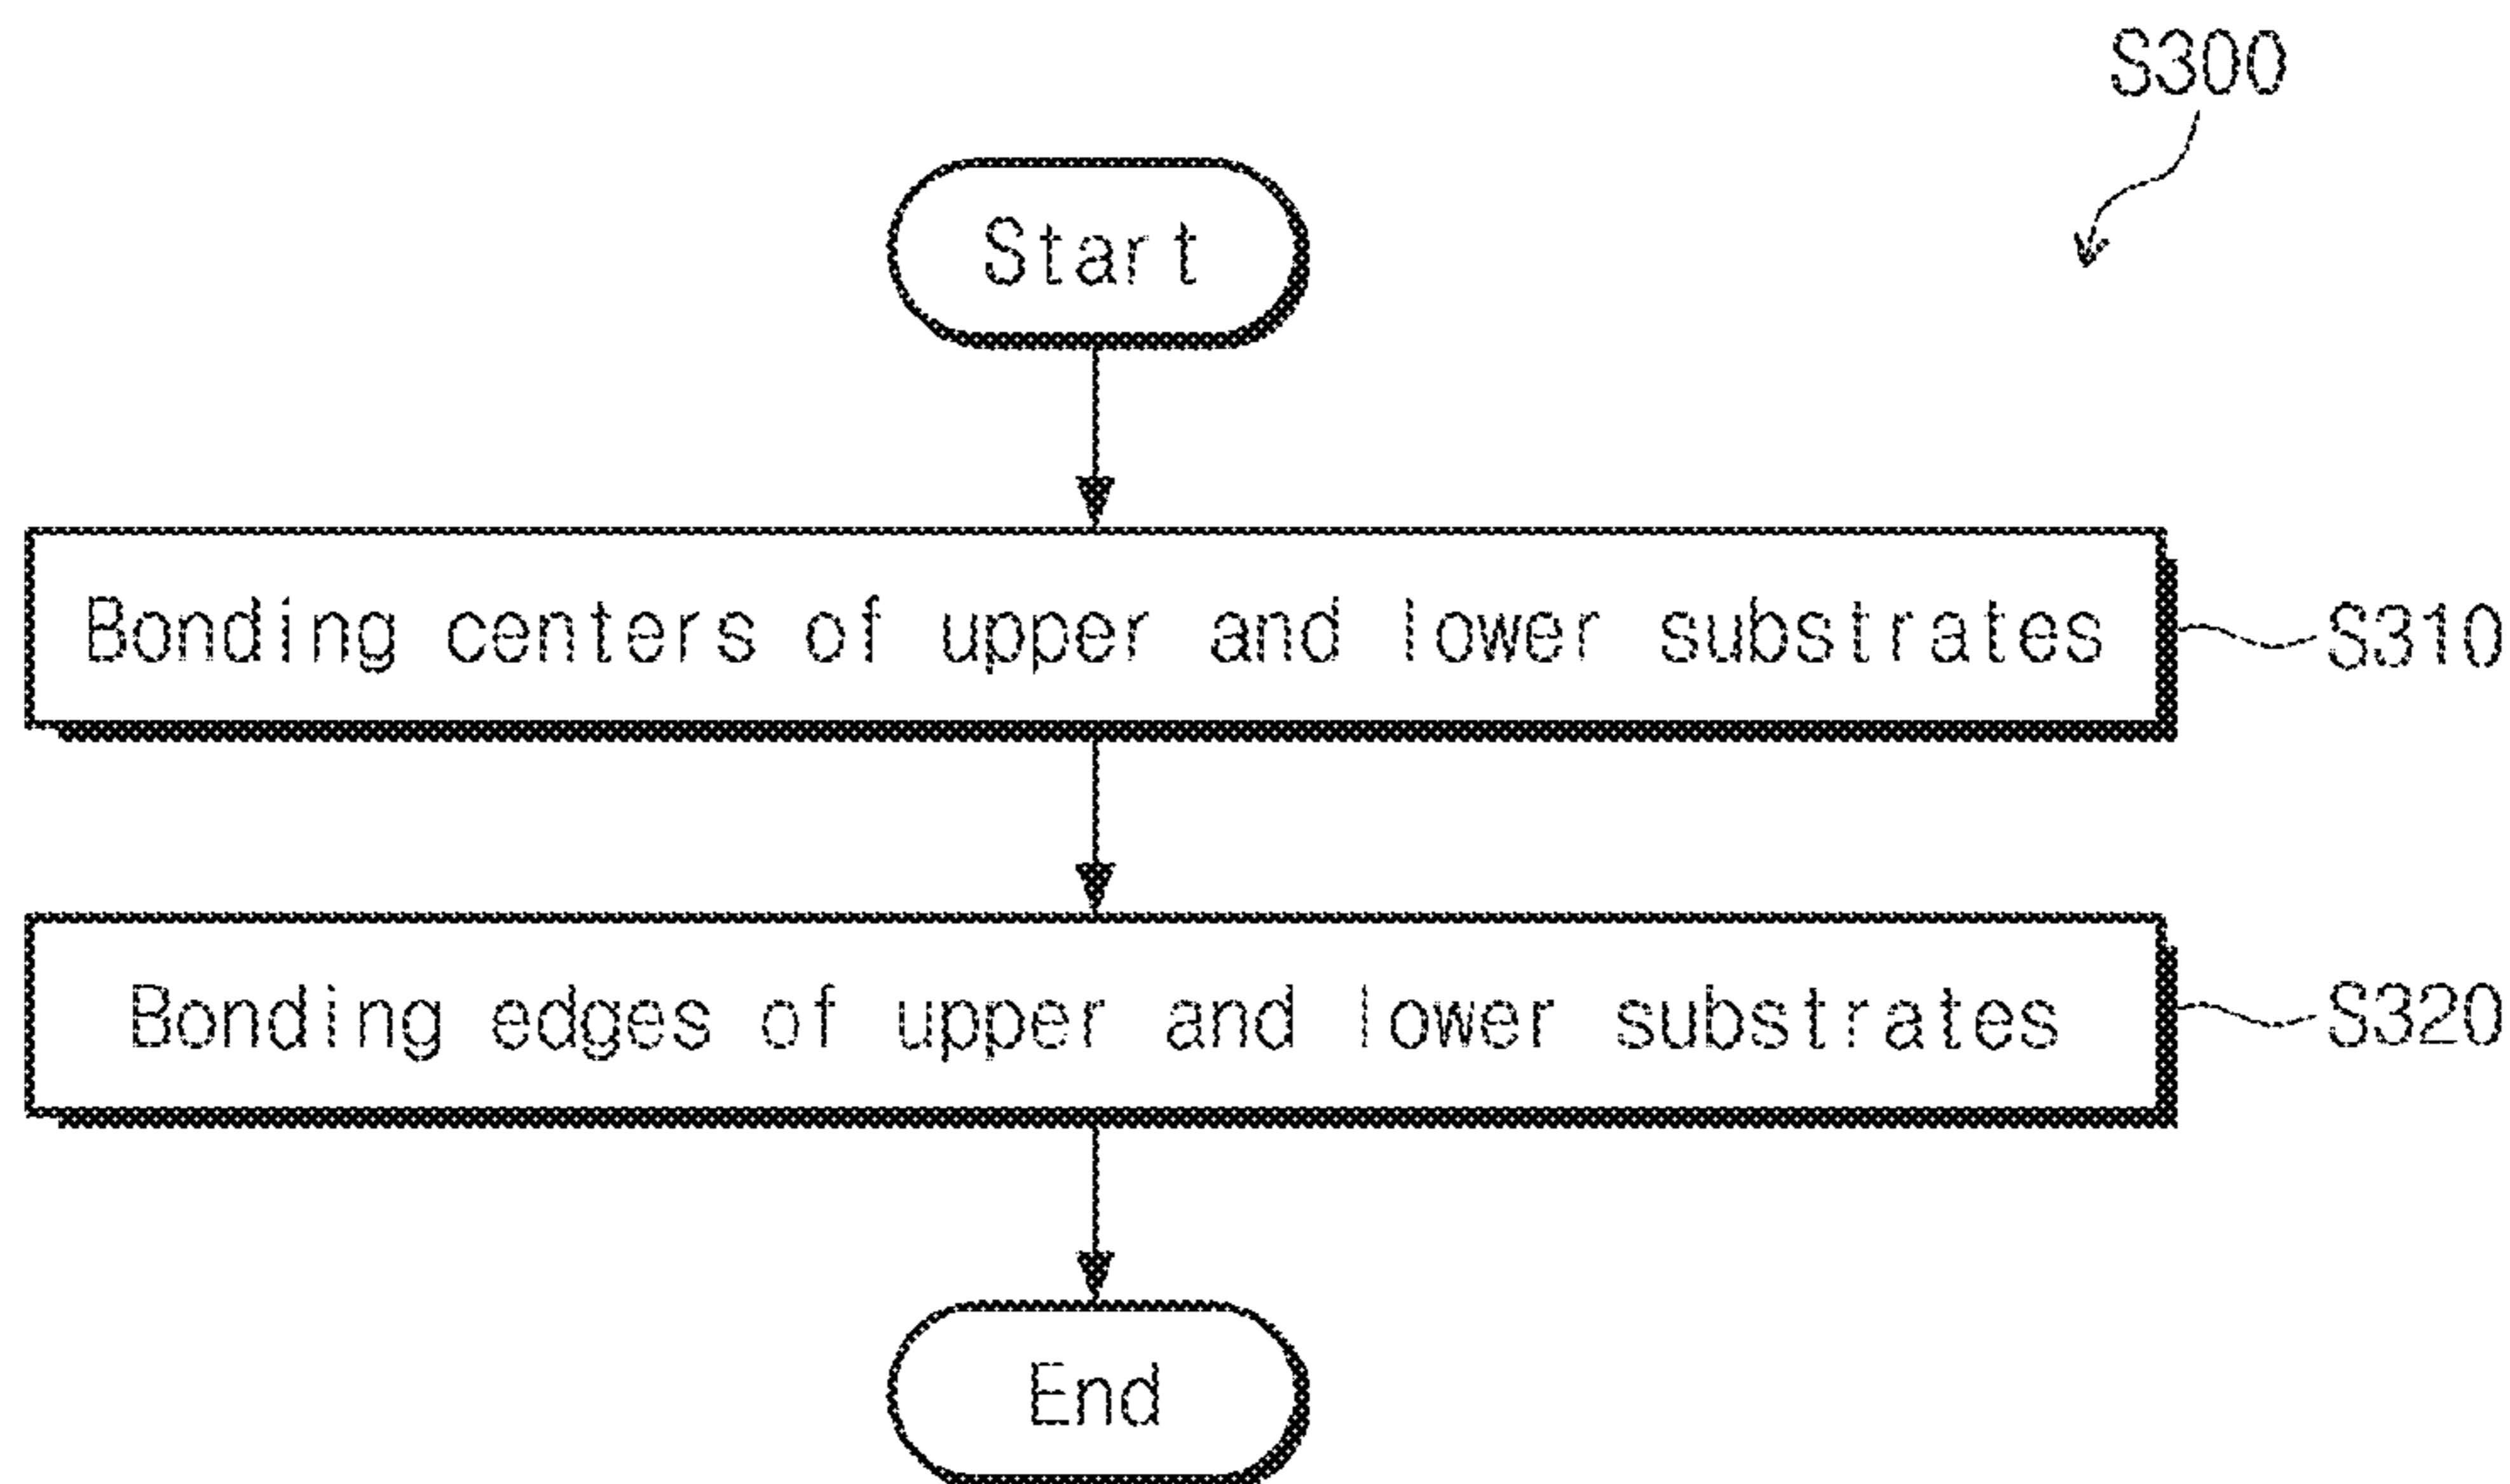 S300
Start
Bonding centers of upper and lower substrates
S310
Bonding edges of upper and lower substrates
S320
End